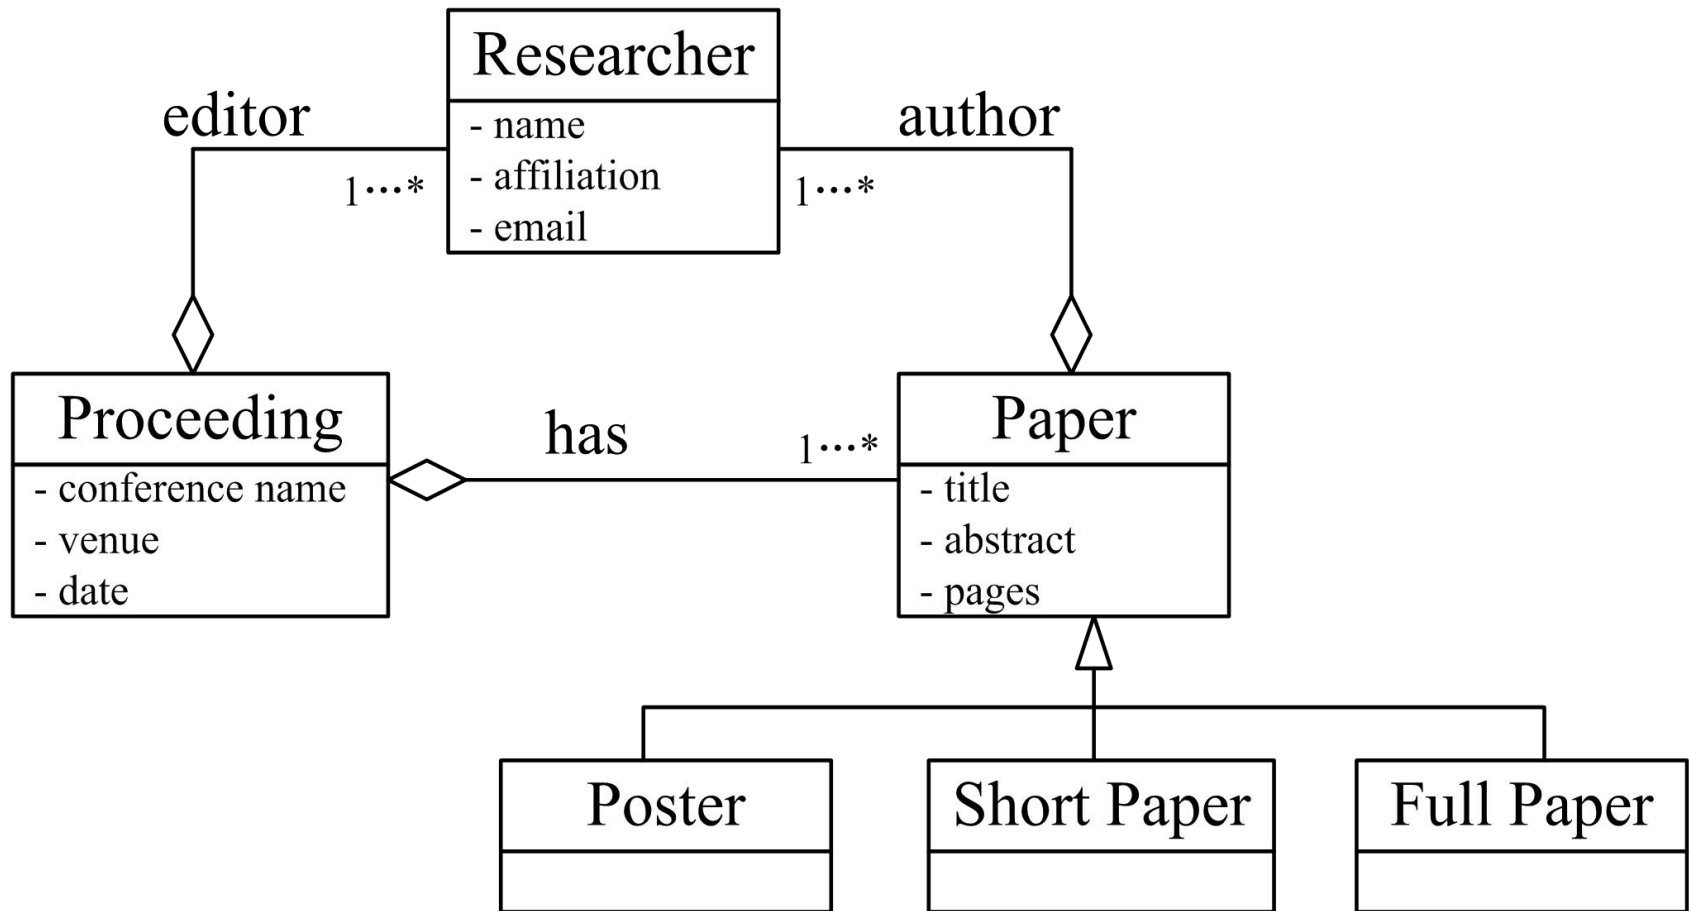 Researcher
- name
- affiliation
- email
editor
1···*
author
1···*
Proceeding
- conference name
- venue
- date
has
1···*
Paper
- title
- abstract
- pages
Poster
Short Paper
Full Paper